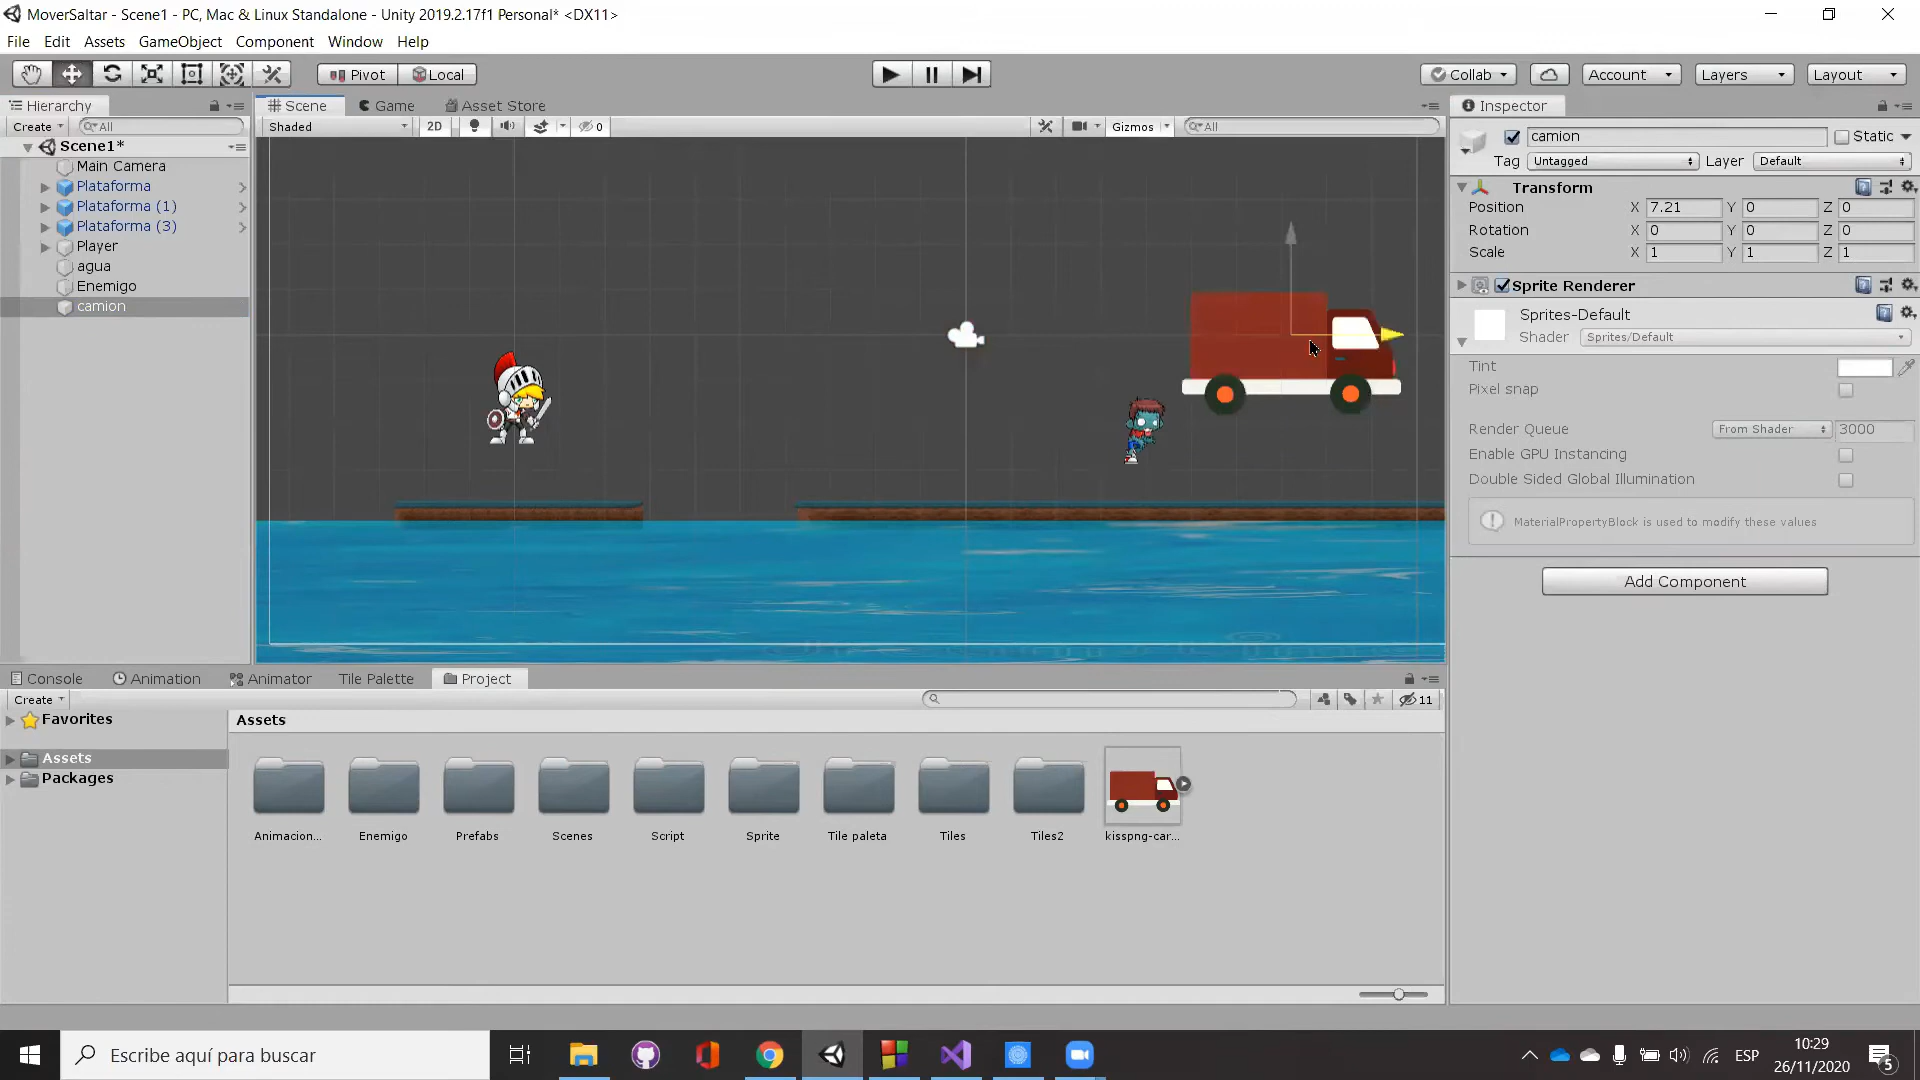 MoverSaltar - Scene1 - PC, Mac & Linux Standalone - Unity 2019.2.17f1 Personal* <DX11>
File Edit Assets GameObject Component Window Help
Pivot Local Collab Account Layers Layout
Hierarchy
Create All
Scene1*
Main Camera
Plataforma
Plataforma (1)
Plataforma (3)
Player
agua
Enemigo
camion
Scene Game Asset Store
Shaded 2D 0 Gizmos All
Inspector
camion Static
Tag Untagged Layer Default
Transform
Position X 7.21 Y 0 Z 0
Rotation X 0 Y 0 Z 0
Scale X 1 Y 1 Z 1
Sprite Renderer
Sprites-Default
Shader Sprites/Default
Tint
Pixel snap
Render Queue From Shader 3000
Enable GPU Instancing
Double Sided Global Illumination
MaterialPropertyBlock is used to modify these values
Add Component
Console Animation Animator Tile Palette Project
Create 11
Favorites
Assets
Packages
Assets
Animacion... Enemigo Prefabs Scenes Script Sprite Tile paleta Tiles Tiles2 kisspng-car...
Escribe aquí para buscar
ESP
10:29
26/11/2020
5